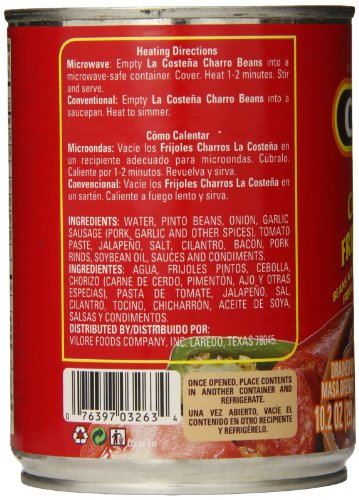 Heating Directions
Microwave: Empty La Costeña Charro Beans into a
microwave-safe container. Cover. Heat 1-2 minutes. Stir
and serve.
Conventional: Empty La Costeña Charro Beans into a
saucepan. Heat to simmer.
Cómo Calentar
Microondas: Vacíe los Frijoles Charros La Costeña en
un recipiente adecuado para microondas. Cúbralo.
Caliente por 1-2 minutos. Revuelva y sirva.
Convencional: Vacíe los Frijoles Charros La Costeña en
un sartén. Caliente a fuego lento y sirva.
INGREDIENTS: WATER, PINTO BEANS, ONION, GARLIC
SAUSAGE (PORK, GARLIC AND OTHER SPICES), TOMATO
PASTE, JALAPEÑO, SALT, CILANTRO, BACON, PORK
RINDS, SOYBEAN OIL, SAUCES AND CONDIMENTS.
INGREDIENTES: AGUA, FRIJOLES PINTOS, CEBOLLA,
CHORIZO (CARNE DE CERDO, PIMENTÓN, AJO Y OTRAS
ESPECIAS), PASTA DE TOMATE, JALAPEÑO, SAL,
CILANTRO, TOCINO, CHICHARRÓN, ACEITE DE SOYA,
SALSAS Y CONDIMENTOS.
DISTRIBUTED BY/DISTRIBUIDO POR:
VILORE FOODS COMPANY, INC. LAREDO, TEXAS 78045.
ONCE OPENED, PLACE CONTENTS
IN ANOTHER CONTAINER AND
REFRIGERATE.
UNA VEZ ABIERTO, VACÍE EL
CONTENIDO EN OTRO RECIPIENTE
Y REFRIGÉRELO.
0 76397 03263 4
BEANS
MASA
10.2 OZ